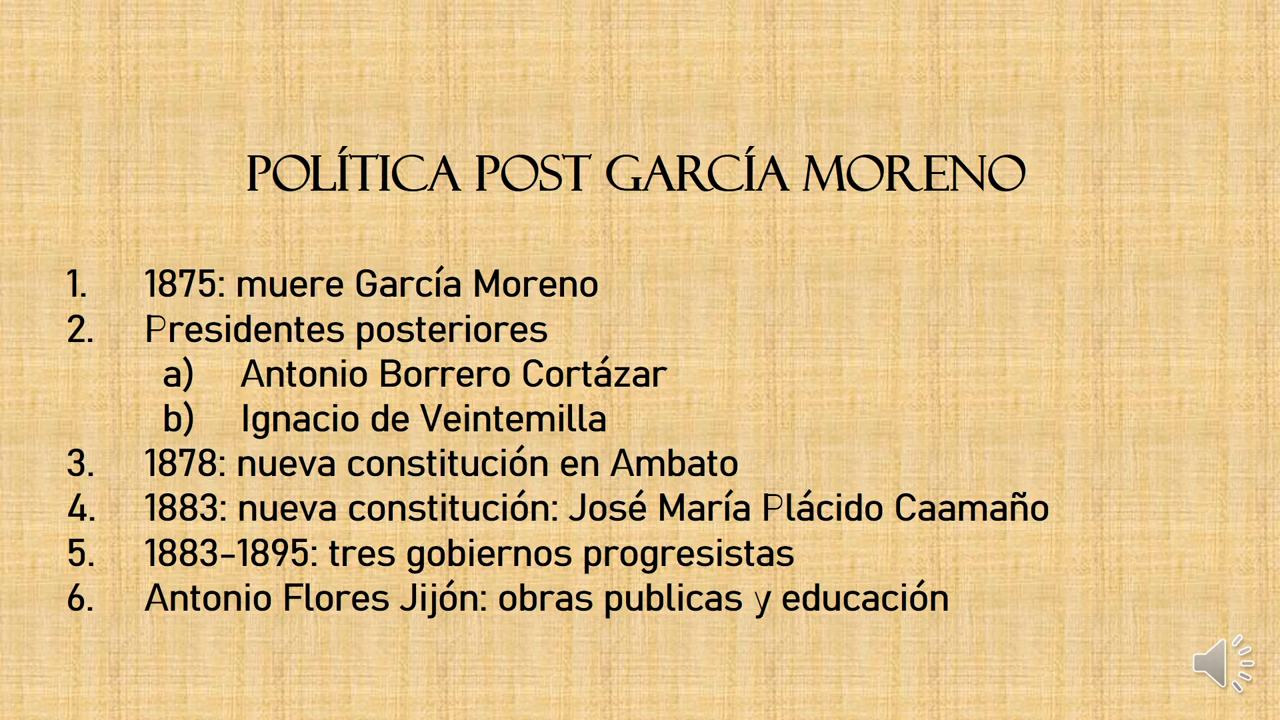 POLÍTICA POST GARCÍA MORENO
1. 1875: muere García Moreno
2. Presidentes posteriores
a) Antonio Borrero Cortázar
b) Ignacio de Veintemilla
3. 1878: nueva constitución en Ambato
4. 1883: nueva constitución: José María Plácido Caamaño
5. 1883-1895: tres gobiernos progresistas
6. Antonio Flores Jijón: obras publicas y educación